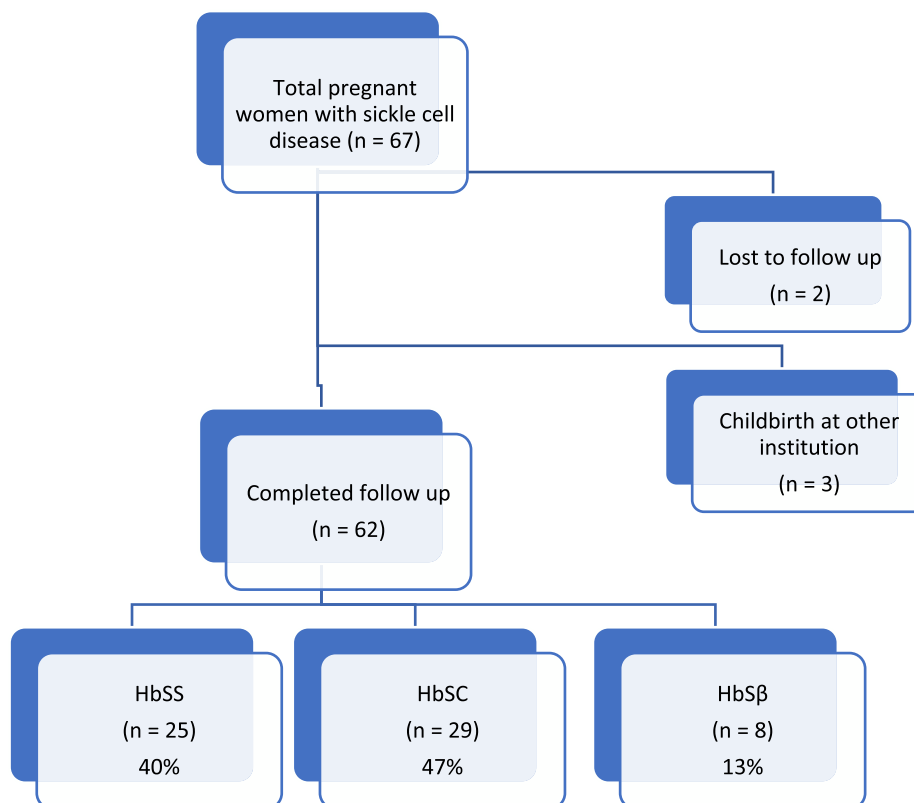 Total pregnant
women with sickle cell
disease (n = 67)
Lost to follow up
(n = 2)
Childbirth at other
institution
(n = 3)
Completed follow up
(n = 62)
HbSS
(n = 25)
40%
HbSC
(n = 29)
47%
HbSβ
(n = 8)
13%